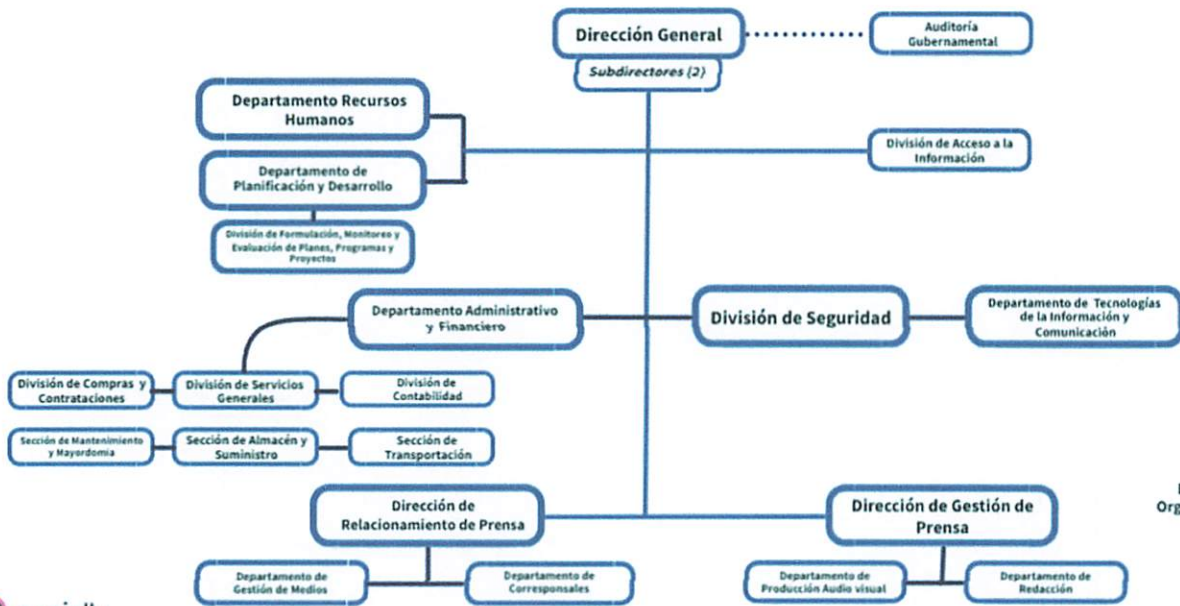 Dirección General
Auditoría
Gubernamental
Subdirectores (2)
Departamento Recursos
Humanos
División de Acceso a la
Información
Departamento de
Planificación y Desarrollo
División de Formulación, Monitoreo y
Evaluación de Planes, Programas y
Proyectos
Departamento Administrativo
y Financiero
División de Seguridad
Departamento de Tecnologías
de la Información y
Comunicación
División de Compras y
Contrataciones
División de Servicios
Generales
División de
Contabilidad
Sección de Mantenimiento
y Mayordomia
Sección de Almacén y
Suministro
Sección de
Transportación
Dirección de
Relacionamiento de Prensa
Dirección de Gestión de
Prensa
Org
Departamento de
Gestión de Medios
Departamento de
Corresponsales
Departamento de
Producción Audio visual
Departamento de
Redacción